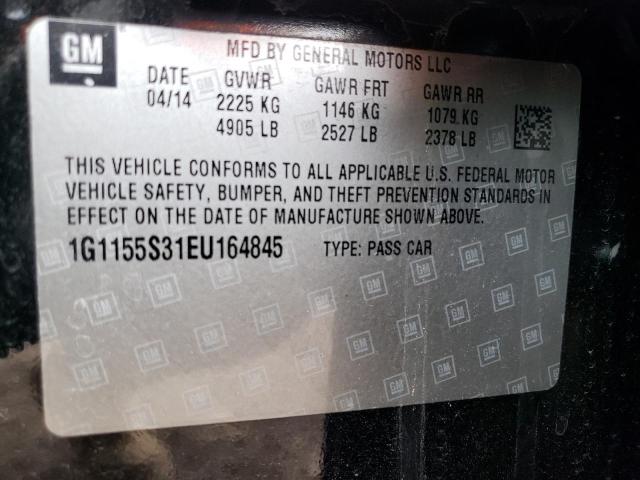 GM
MFD BY GENERAL MOTORS LLC
DATE GVWR GAWR FRT GAWR RR
04/14 2225 KG 1146 KG 1079 KG
4905 LB 2527 LB 2378 LB
THIS VEHICLE CONFORMS TO ALL APPLICABLE U.S. FEDERAL MOTOR
VEHICLE SAFETY, BUMPER, AND THEFT PREVENTION STANDARDS IN
EFFECT ON THE DATE OF MANUFACTURE SHOWN ABOVE.
1G1155S31EU164845 TYPE: PASS CAR